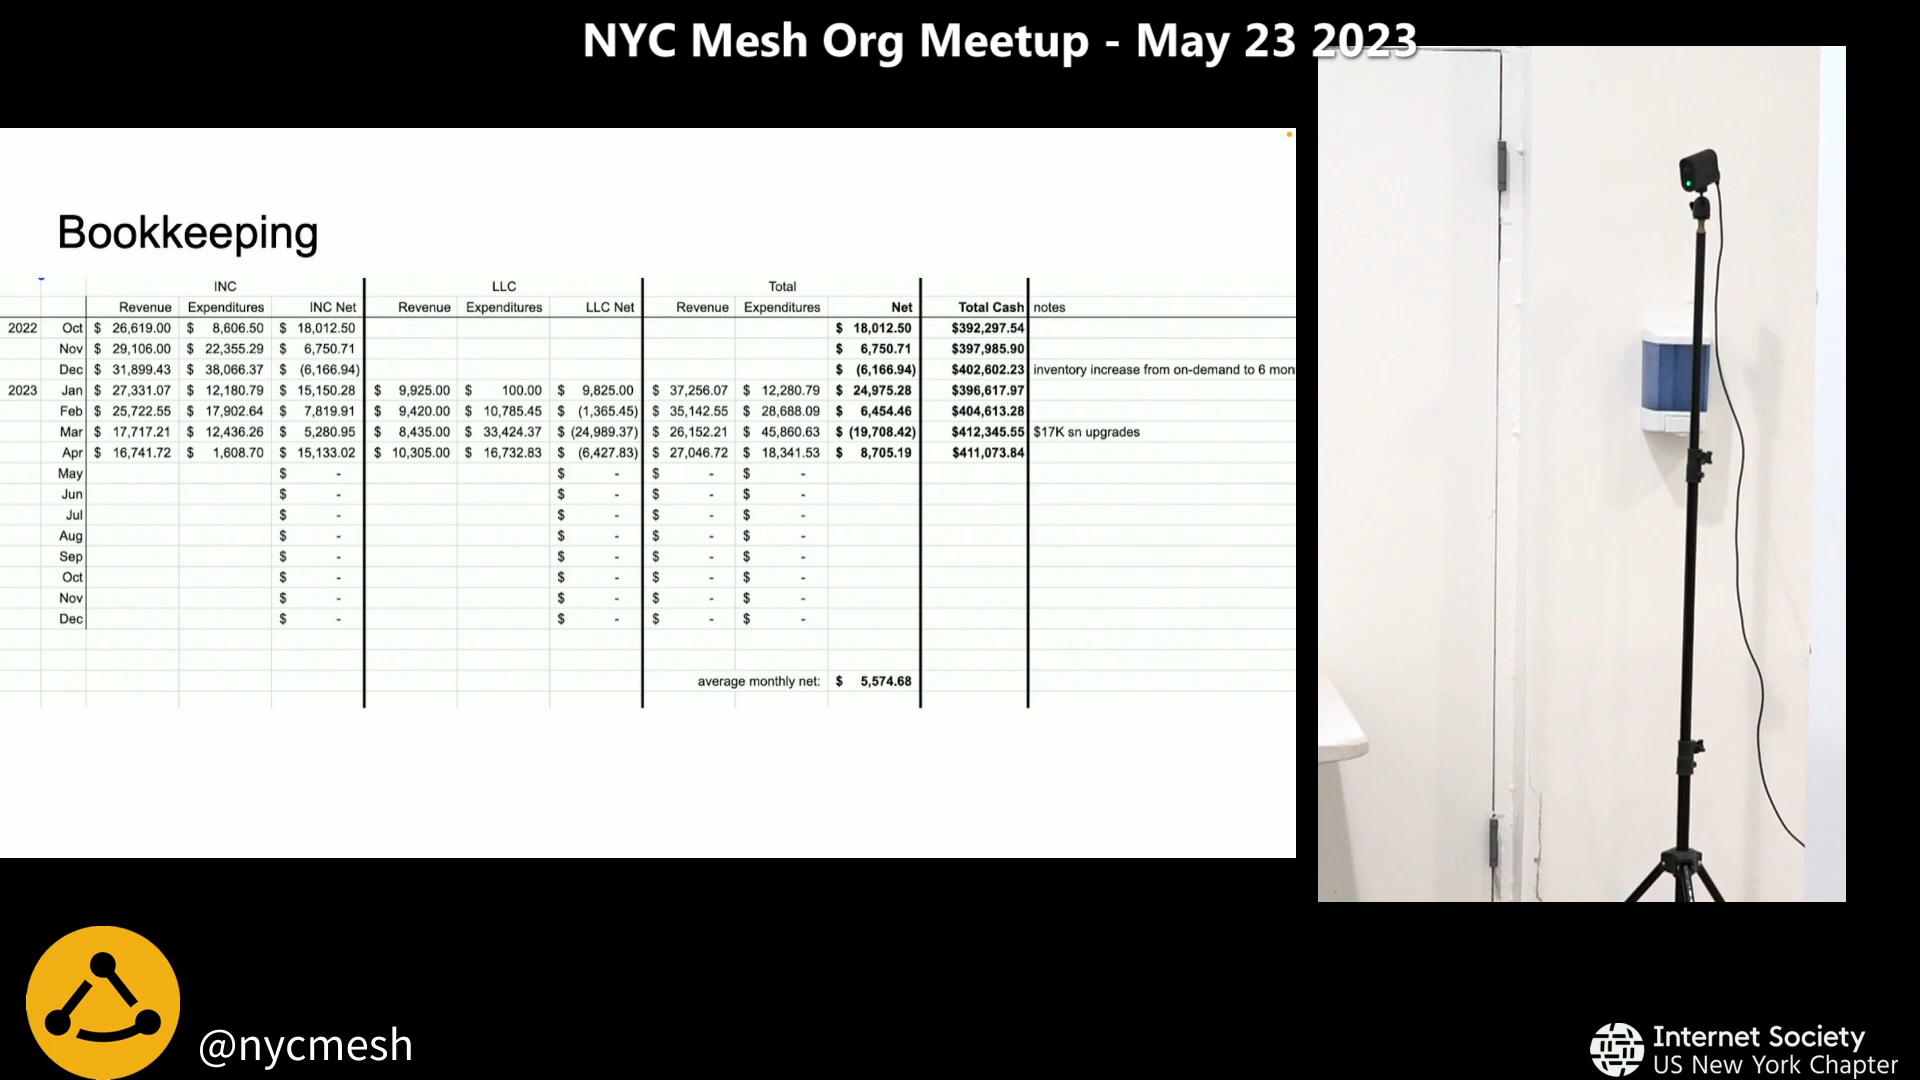 NYC Mesh Org Meetup - May 23 2023
Bookkeeping
INC LLC Total
Revenue Expenditures INC Net Revenue Expenditures LLC Net Revenue Expenditures Net Total Cash notes
2022 Oct $ 26,619.00 $ 8,606.50 $ 18,012.50 $ 18,012.50 $392,297.54
Nov $ 29,106.00 $ 22,355.29 $ 6,750.71 $ 6,750.71 $397,985.90
Dec $ 31,899.43 $ 38,066.37 $ (6,166.94) $ (6,166.94) $402,602.23 inventory increase from on-demand to 6 mon
2023 Jan $ 27,331.07 $ 12,180.79 $ 15,150.28 $ 9,925.00 $ 100.00 $ 9,825.00 $ 37,256.07 $ 12,280.79 $ 24,975.28 $396,617.97
Feb $ 25,722.55 $ 17,902.64 $ 7,819.91 $ 9,420.00 $ 10,785.45 $ (1,365.45) $ 35,142.55 $ 28,688.09 $ 6,454.46 $404,613.28
Mar $ 17,717.21 $ 12,436.26 $ 5,280.95 $ 8,435.00 $ 33,424.37 $ (24,989.37) $ 26,152.21 $ 45,860.63 $ (19,708.42) $412,345.55 $17K sn upgrades
Apr $ 16,741.72 $ 1,608.70 $ 15,133.02 $ 10,305.00 $ 16,732.83 $ (6,427.83) $ 27,046.72 $ 18,341.53 $ 8,705.19 $411,073.84
May $ - $ - $ - $ -
Jun $ - $ - $ - $ -
Jul $ - $ - $ - $ -
Aug $ - $ - $ - $ -
Sep $ - $ - $ - $ -
Oct $ - $ - $ - $ -
Nov $ - $ - $ - $ -
Dec $ - $ - $ - $ -
average monthly net: $ 5,574.68
@nycmesh
Internet Society
US New York Chapter